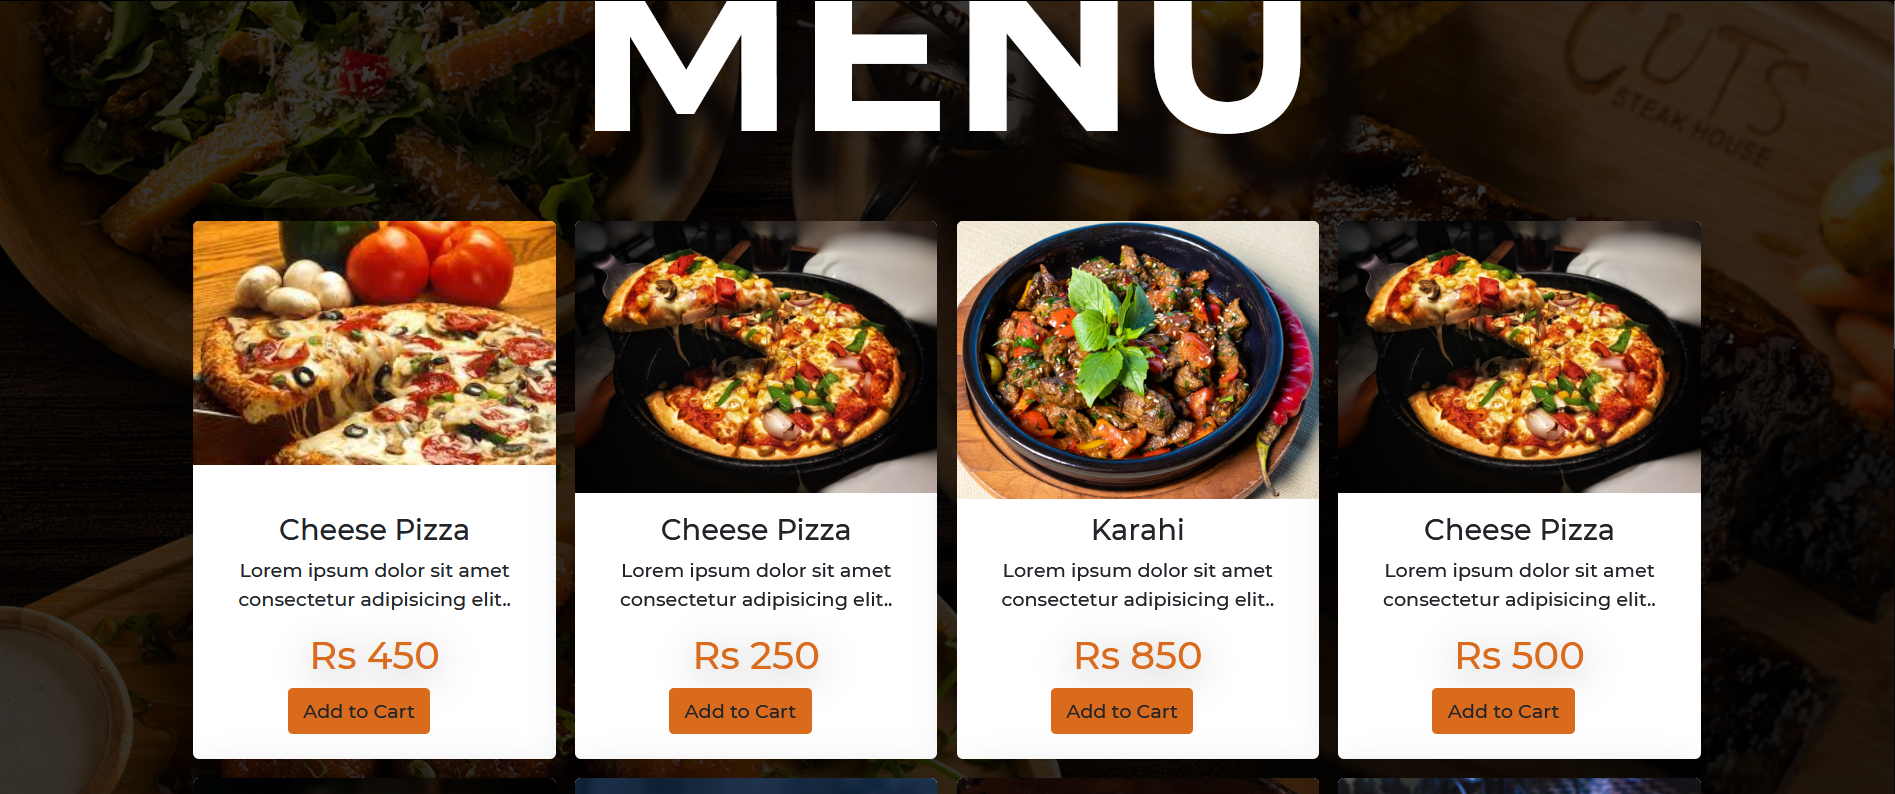 MENU
CUTS
STEAK HOUSE
Cheese Pizza
Lorem ipsum dolor sit amet
consectetur adipisicing elit..
Rs 450
Add to Cart
Cheese Pizza
Lorem ipsum dolor sit amet
consectetur adipisicing elit..
Rs 250
Add to Cart
Karahi
Lorem ipsum dolor sit amet
consectetur adipisicing elit..
Rs 850
Add to Cart
Cheese Pizza
Lorem ipsum dolor sit amet
consectetur adipisicing elit..
Rs 500
Add to Cart